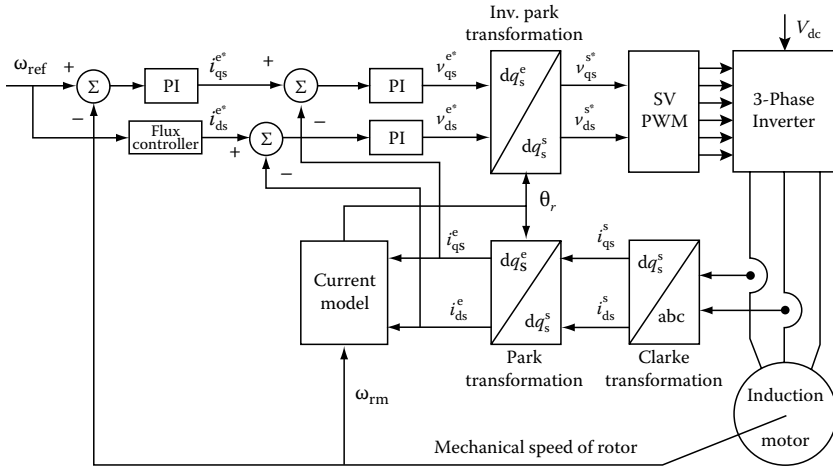 Inv. park
transformation
V_dc
ω_ref
+
Σ
−
PI
i_qs^e*
+
Σ
−
PI
v_qs^e*
dq_s^e
dq_s^s
v_qs^s*
SV
PWM
3-Phase
Inverter
Flux
controller
i_ds^e*
+
Σ
−
PI
v_ds^e*
v_ds^s*
θ_r
Current
model
i_qs^e
i_ds^e
dq_s^e
dq_s^s
i_qs^s
i_ds^s
dq_s^s
abc
Park
transformation
Clarke
transformation
ω_rm
Induction
motor
Mechanical speed of rotor